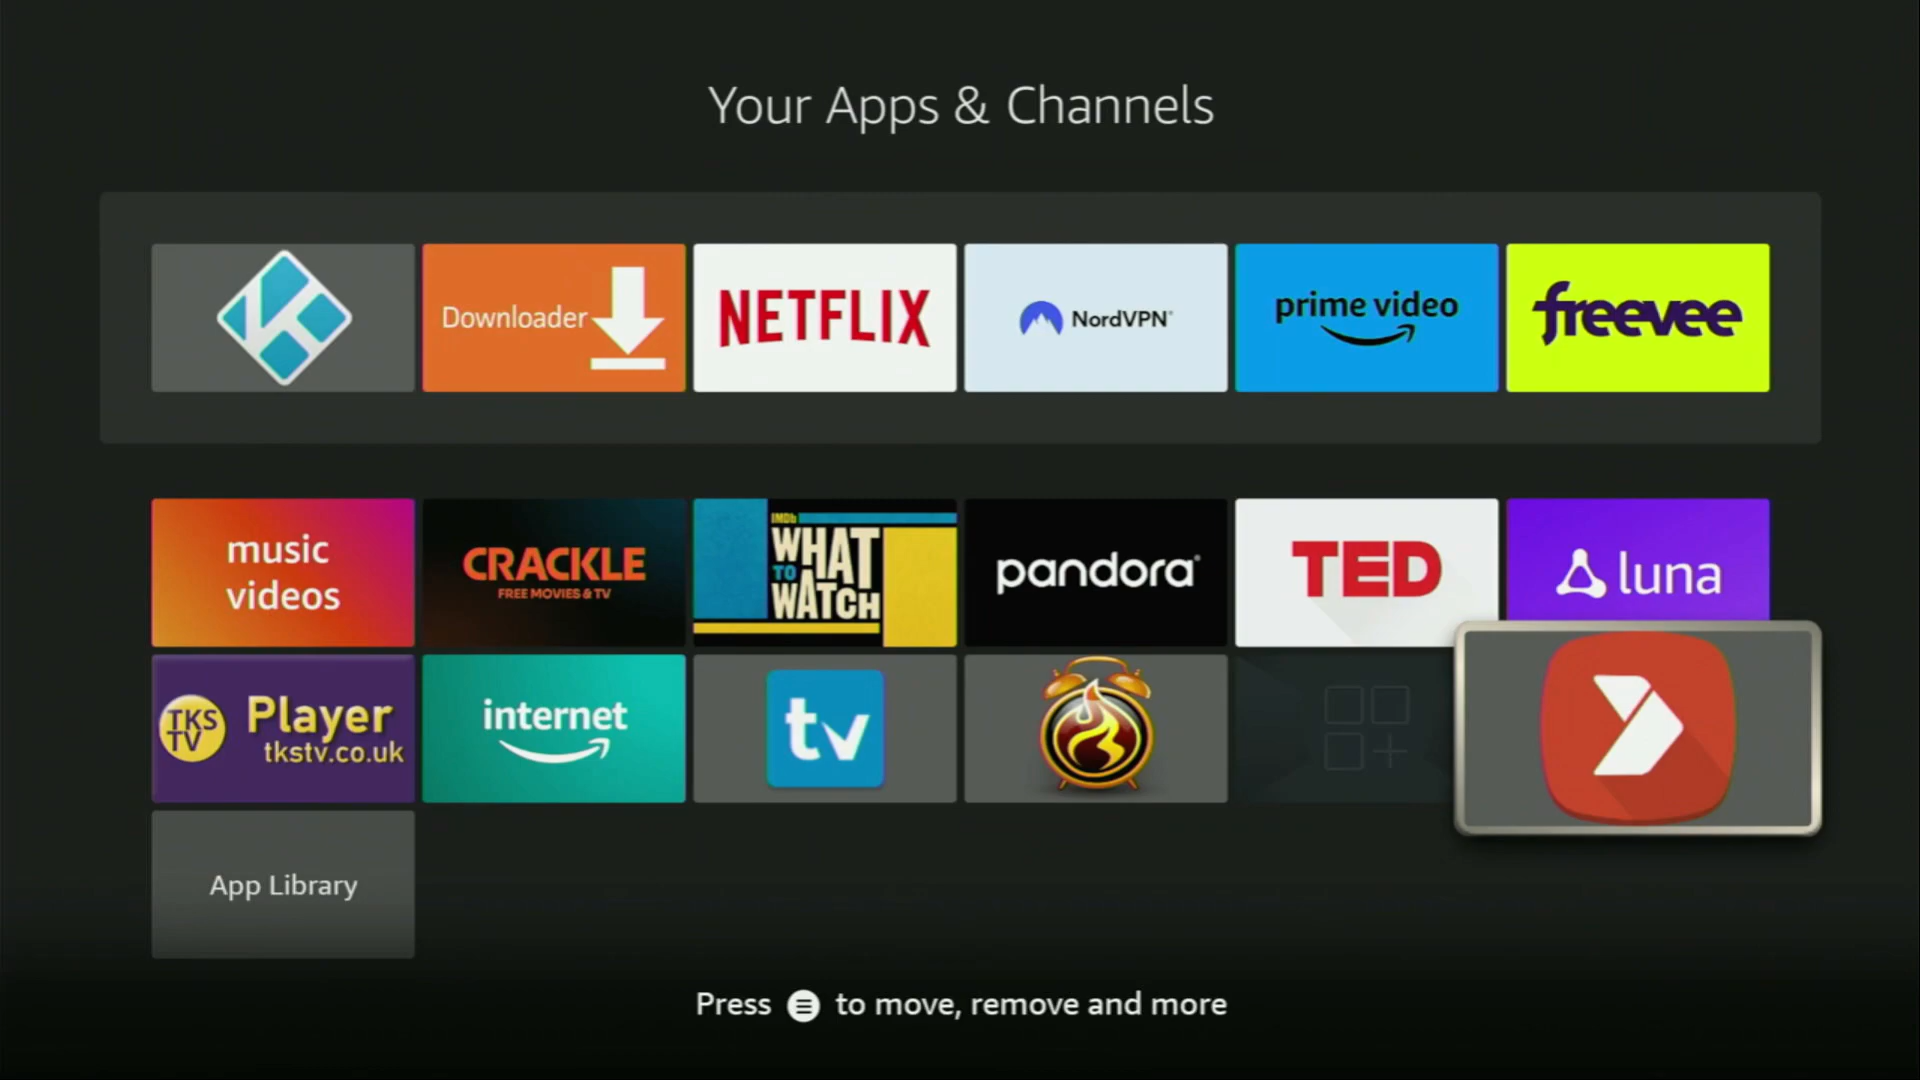 Your Apps & Channels
Downloader
NETFLIX
NordVPN®
prime video
freevee
music
videos
CRACKLE
FREE MOVIES & TV
IMDb
WHAT
TO
WATCH
pandora®
TED
luna
TKS
TV
Player
tkstv.co.uk
internet
tv
App Library
Press to move, remove and more